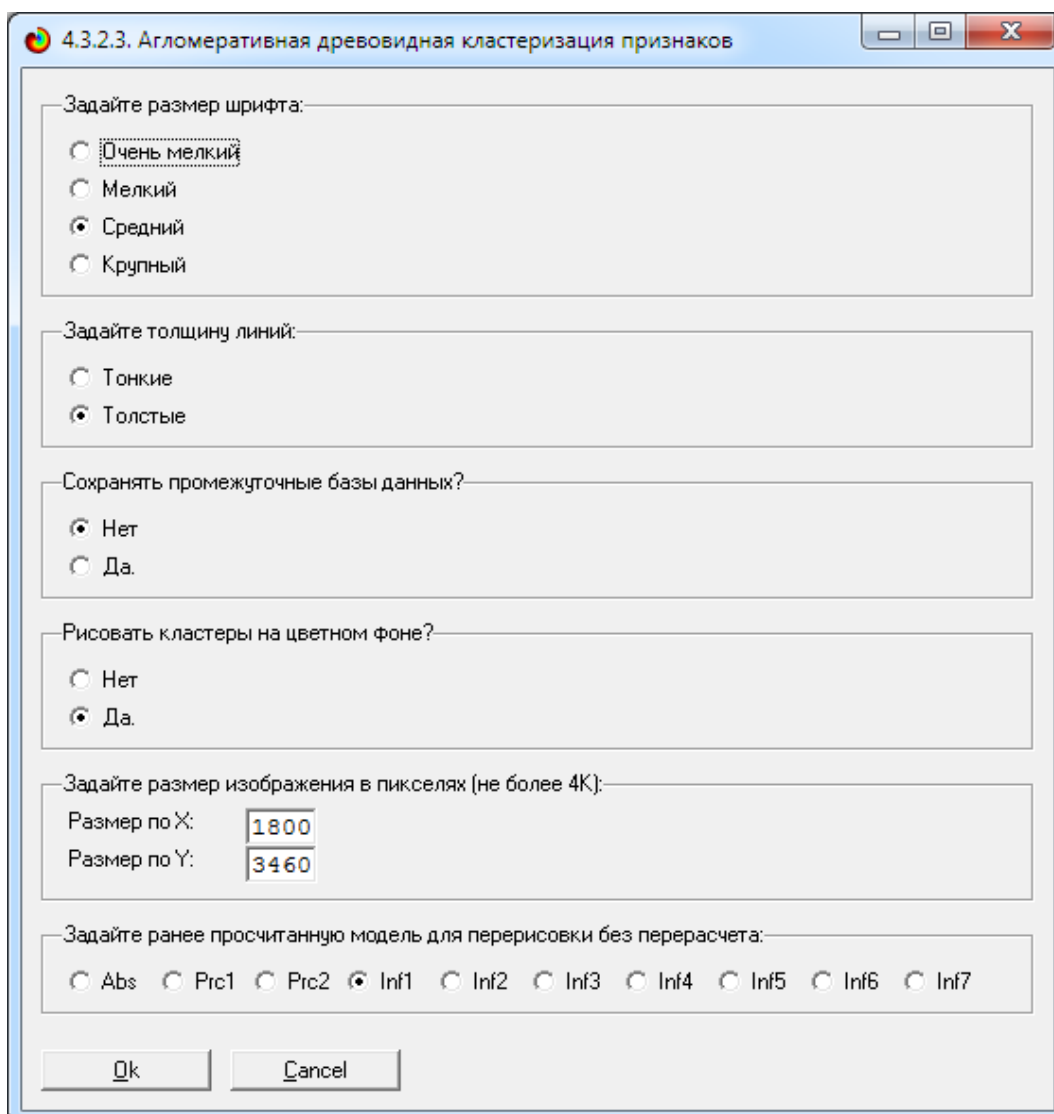 4.3.2.3. Агломеративная древовидная кластеризация признаков
Задайте размер шрифта:
Очень мелкий
Мелкий
Средний
Крупный
Задайте толщину линий:
Тонкие
Толстые
Сохранять промежуточные базы данных?
Нет
Да.
Рисовать кластеры на цветном фоне?
Нет
Да.
Задайте размер изображения в пикселях (не более 4К):
Размер по X: 1800
Размер по Y: 3460
Задайте ранее просчитанную модель для перерисовки без перерасчета:
Abs Prc1 Prc2 Inf1 Inf2 Inf3 Inf4 Inf5 Inf6 Inf7
Ok Cancel